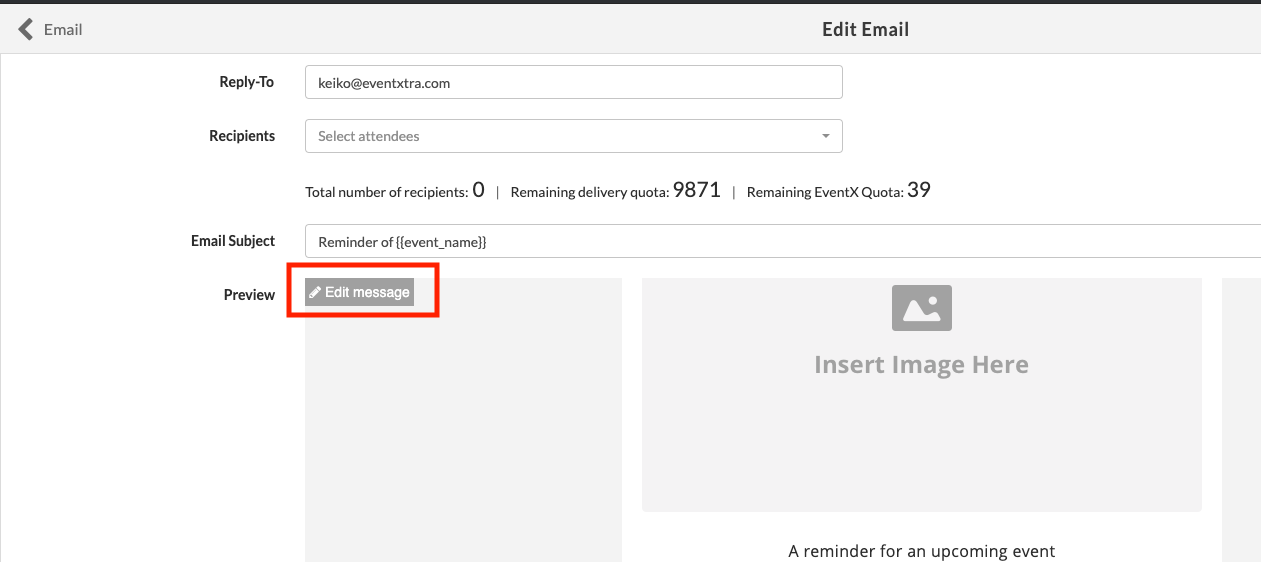 Email
Edit Email
Reply-To
keiko@eventxtra.com
Recipients
Select attendees
Total number of recipients: 0 | Remaining delivery quota: 9871 | Remaining EventX Quota: 39
Email Subject
Reminder of {{event_name}}
Preview
Edit message
Insert Image Here
A reminder for an upcoming event